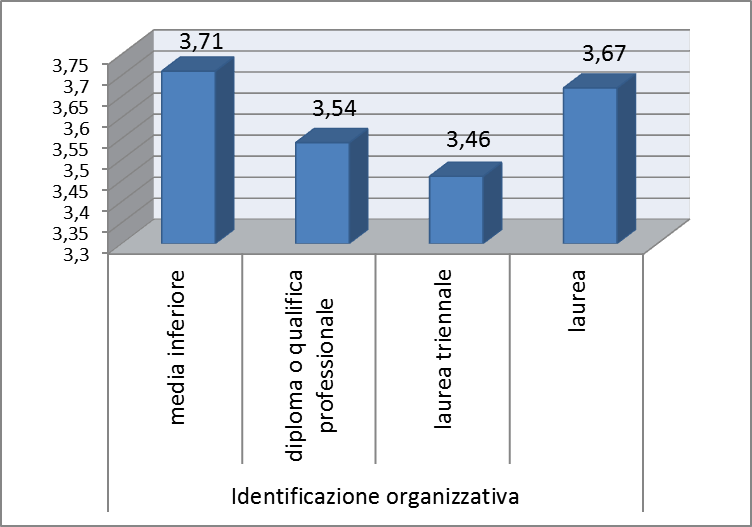 3,71
3,54
3,46
3,67
3,75
3,7
3,65
3,6
3,55
3,5
3,45
3,4
3,35
3,3
media inferiore
diploma o qualifica
professionale
laurea triennale
laurea
Identificazione organizzativa